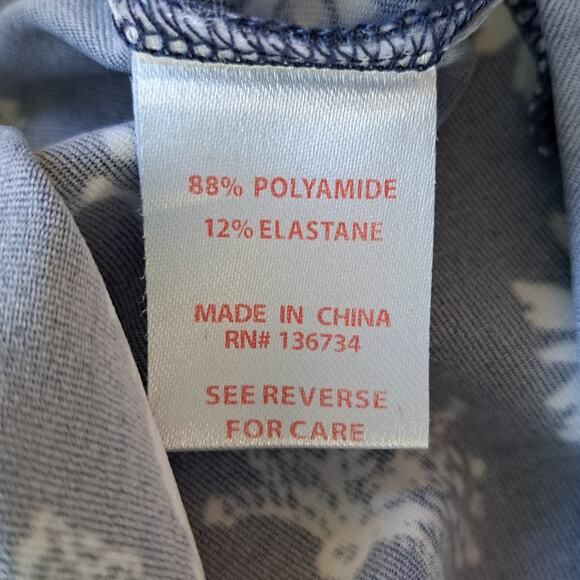 88% POLYAMIDE
12% ELASTANE
MADE IN CHINA
RN# 136734
SEE REVERSE
FOR CARE